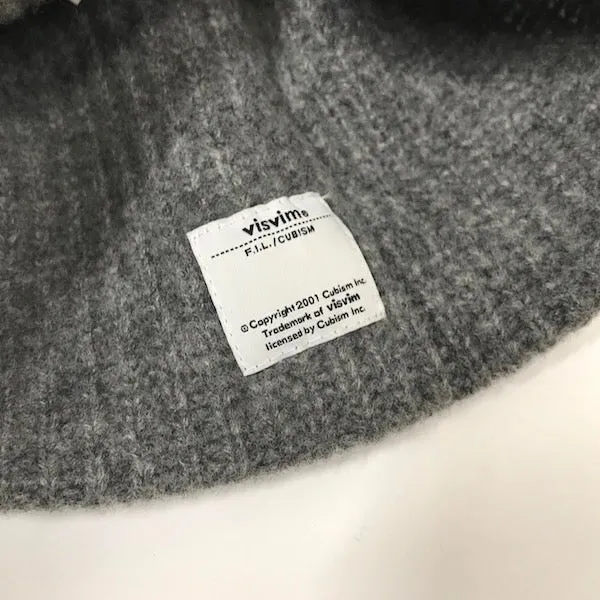 visvim®
F.I.L./CUBISM
© Copyright 2001 Cubism Inc.
Trademark of visvim
licensed by Cubism Inc.